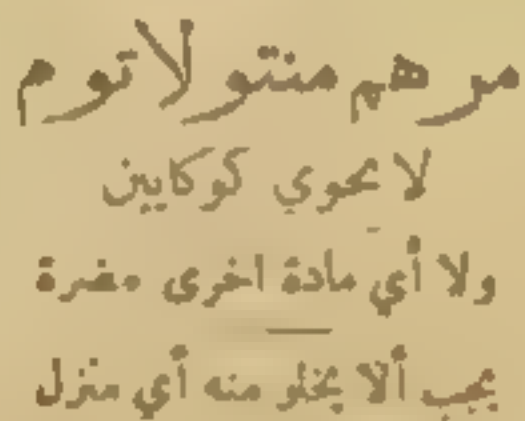 مرهم منتولاتوم
لا يحوي كوكايين
ولا أي مادة اخرى مضرة
يجب ألا يخلو منه أي منزل